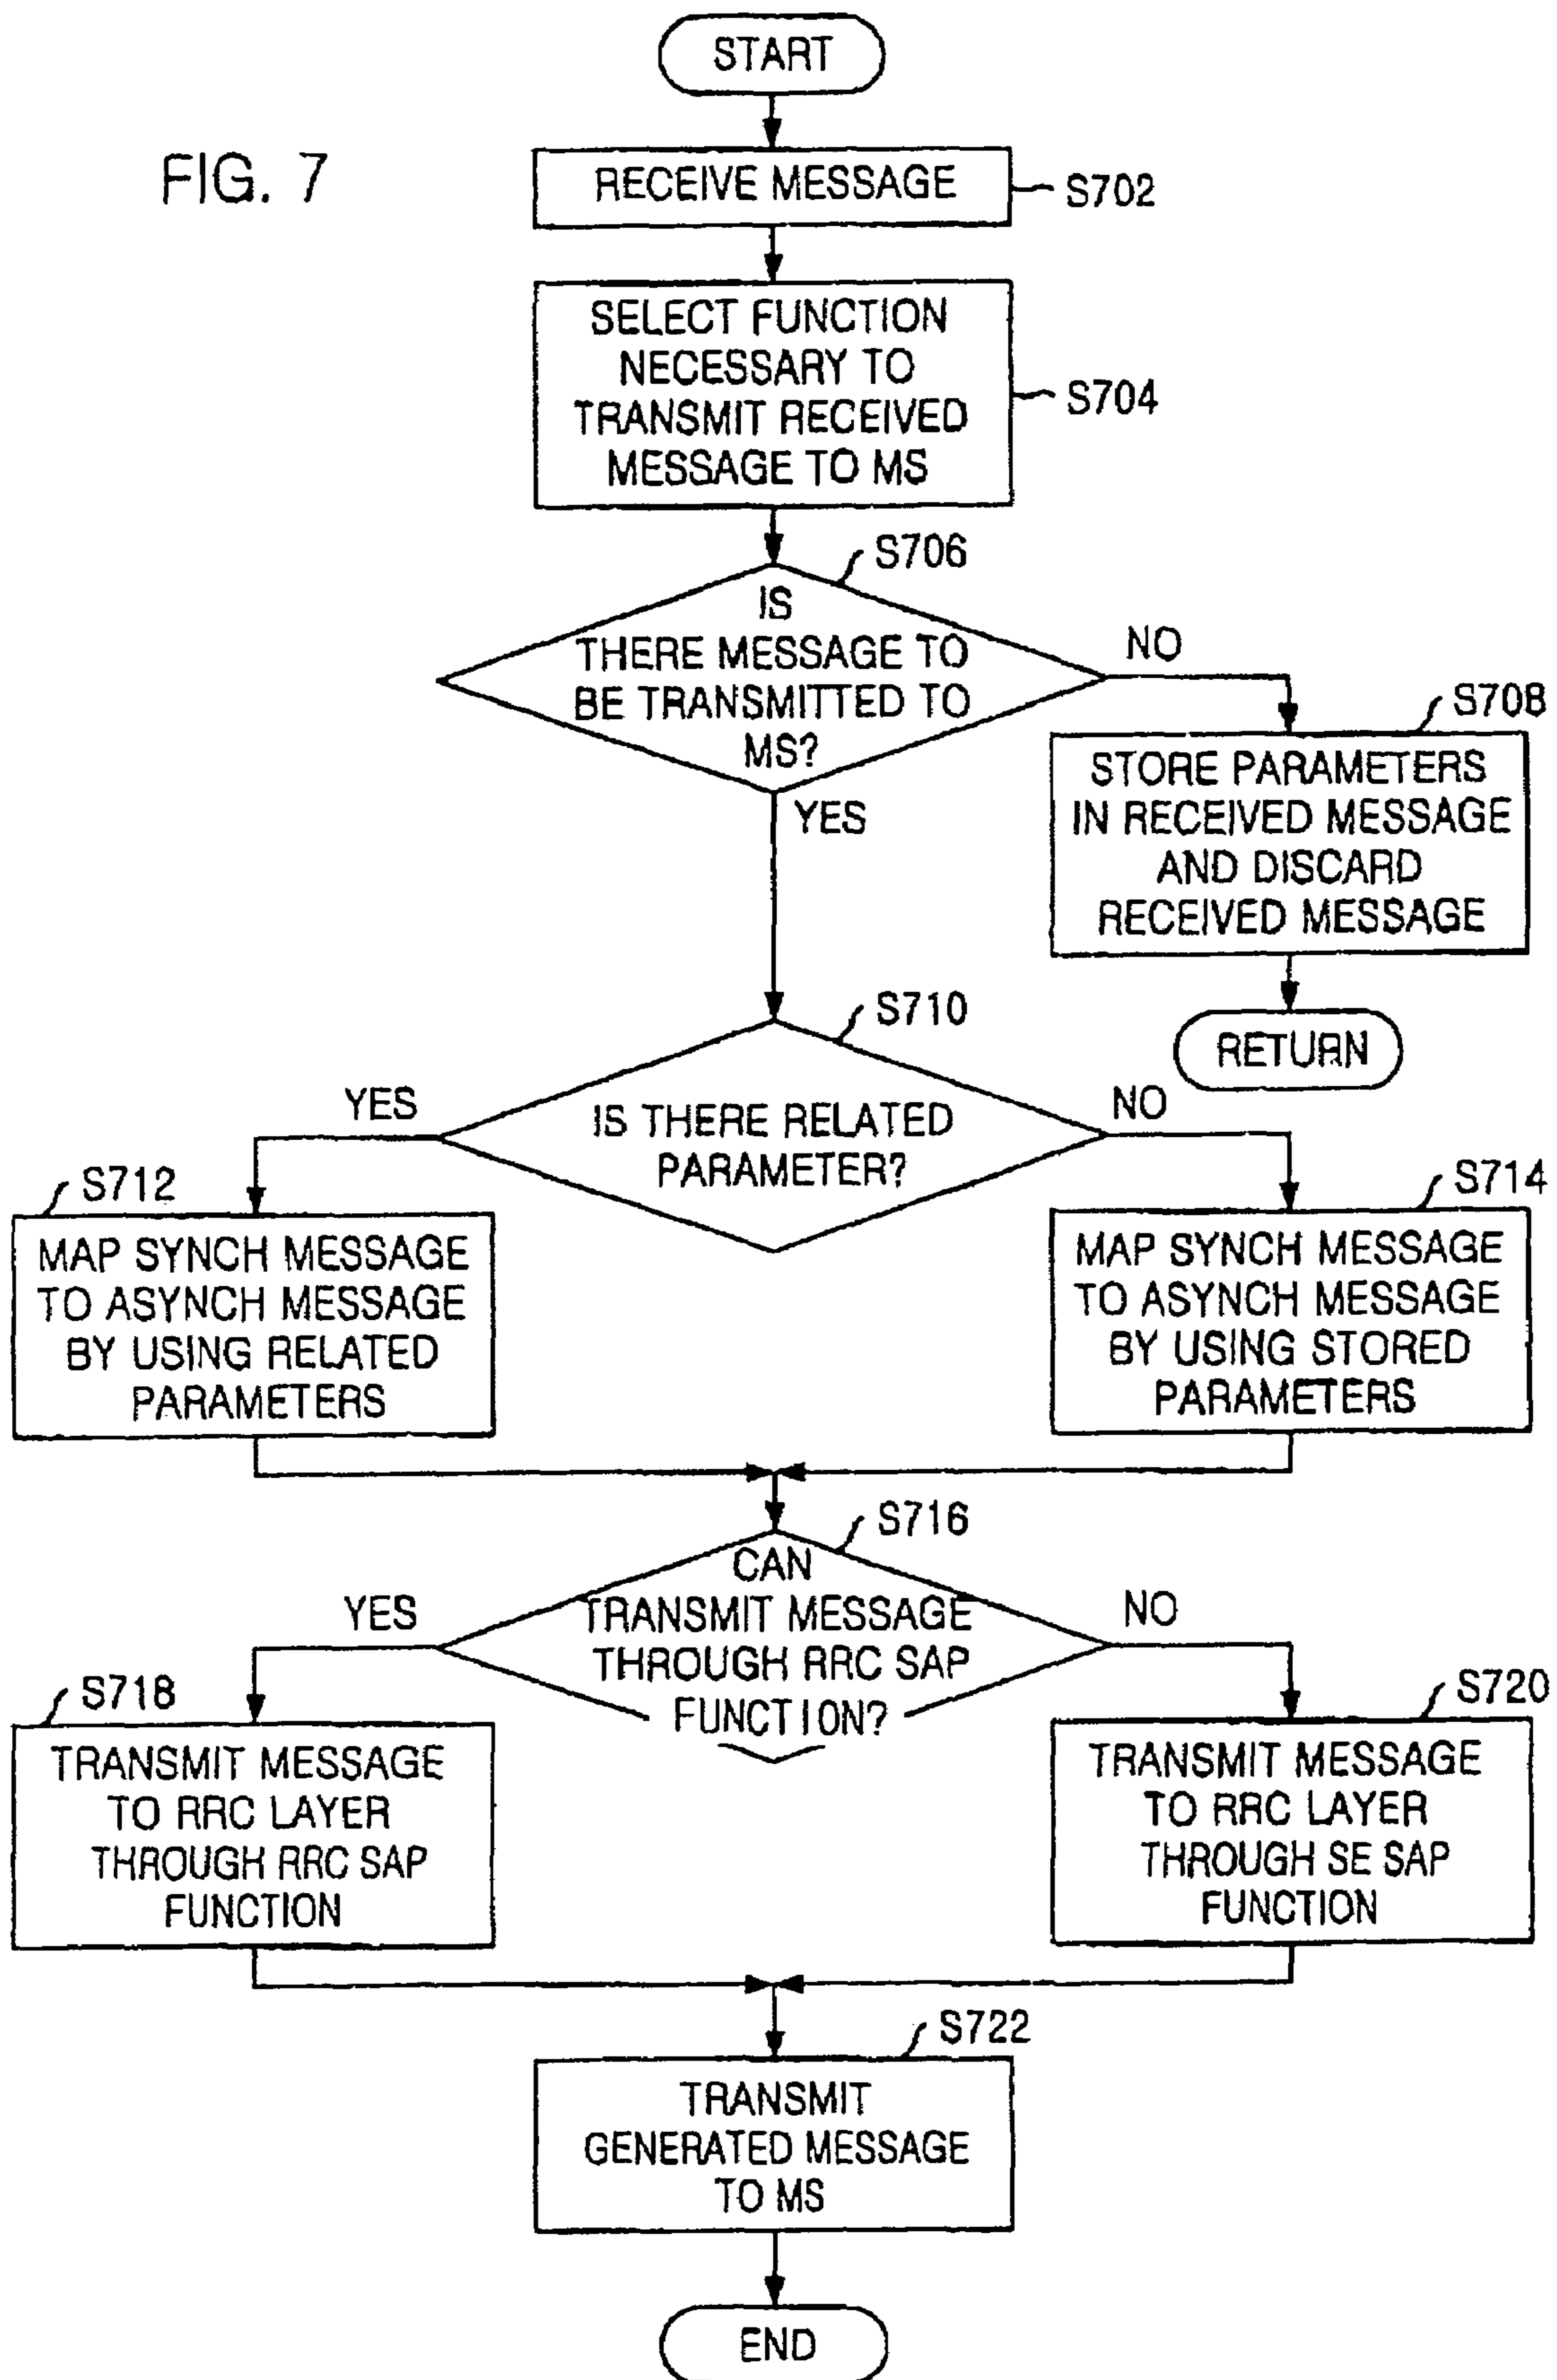 START
FIG. 7
RECEIVE MESSAGE
S702
SELECT FUNCTION
NECESSARY TO
TRANSMIT RECEIVED
MESSAGE TO MS
S704
S706
IS
THERE MESSAGE TO
BE TRANSMITTED TO
MS?
NO
YES
S708
STORE PARAMETERS
IN RECEIVED MESSAGE
AND DISCARD
RECEIVED MESSAGE
RETURN
S710
IS THERE RELATED
PARAMETER?
YES
NO
S712
MAP SYNCH MESSAGE
TO ASYNCH MESSAGE
BY USING RELATED
PARAMETERS
S714
MAP SYNCH MESSAGE
TO ASYNCH MESSAGE
BY USING STORED
PARAMETERS
S716
CAN
TRANSMIT MESSAGE
THROUGH RRC SAP
FUNCTION?
YES
NO
S718
TRANSMIT MESSAGE
TO RRC LAYER
THROUGH RRC SAP
FUNCTION
S720
TRANSMIT MESSAGE
TO RRC LAYER
THROUGH SE SAP
FUNCTION
S722
TRANSMIT
GENERATED MESSAGE
TO MS
END